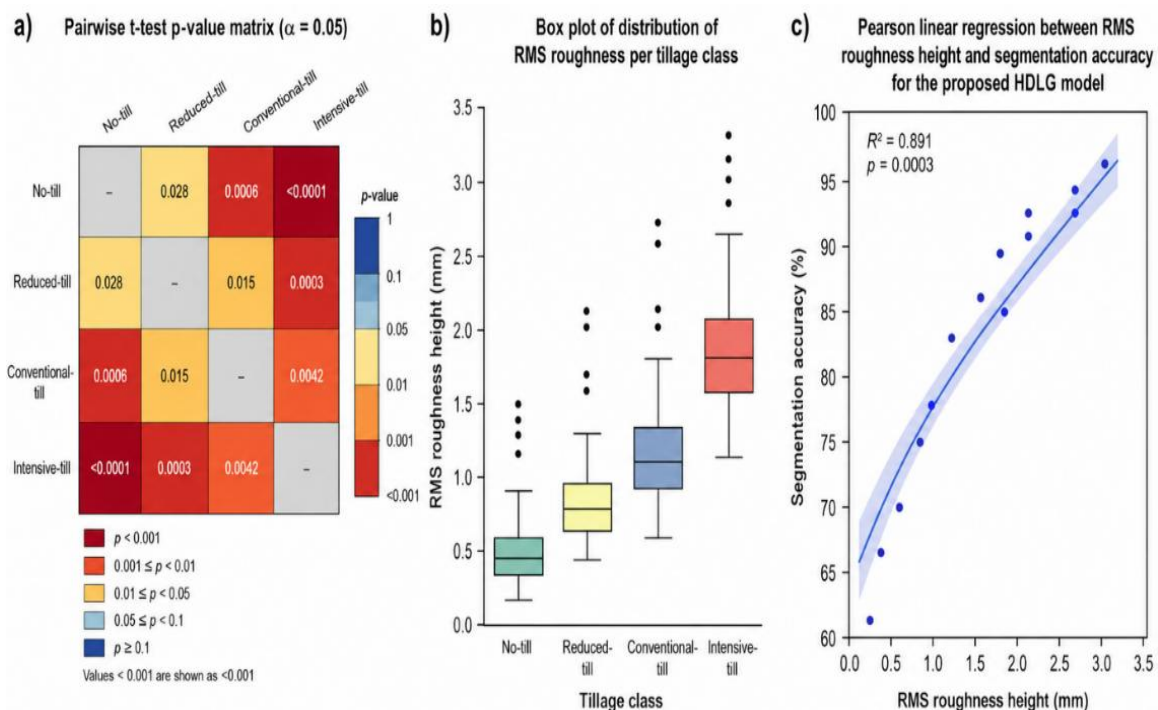 a) Pairwise t-test p-value matrix (α = 0.05)
No-till
Reduced-till
Conventional-till
Intensive-till
No-till
–
0.028
0.0006
<0.0001
Reduced-till
0.028
–
0.015
0.0003
Conventional-
till
0.0006
0.015
–
0.0042
Intensive-till
<0.0001
0.0003
0.0042
–
p-value
1
0.1
0.05
0.01
0.001
<0.001
p < 0.001
0.001 ≤ p < 0.01
0.01 ≤ p < 0.05
0.05 ≤ p < 0.1
p ≥ 0.1
Values < 0.001 are shown as <0.001
b) Box plot of distribution of
RMS roughness per tillage class
RMS roughness height (mm)
3.5
3.0
2.5
2.0
1.5
1.0
0.5
0.0
No-till
Reduced-
till
Conventional-
till
Intensive-
till
Tillage class
c) Pearson linear regression between RMS
roughness height and segmentation accuracy
for the proposed HDLG model
R² = 0.891
p = 0.0003
Segmentation accuracy (%)
100
95
90
85
80
75
70
65
60
0.0
0.5
1.0
1.5
2.0
2.5
3.0
3.5
RMS roughness height (mm)